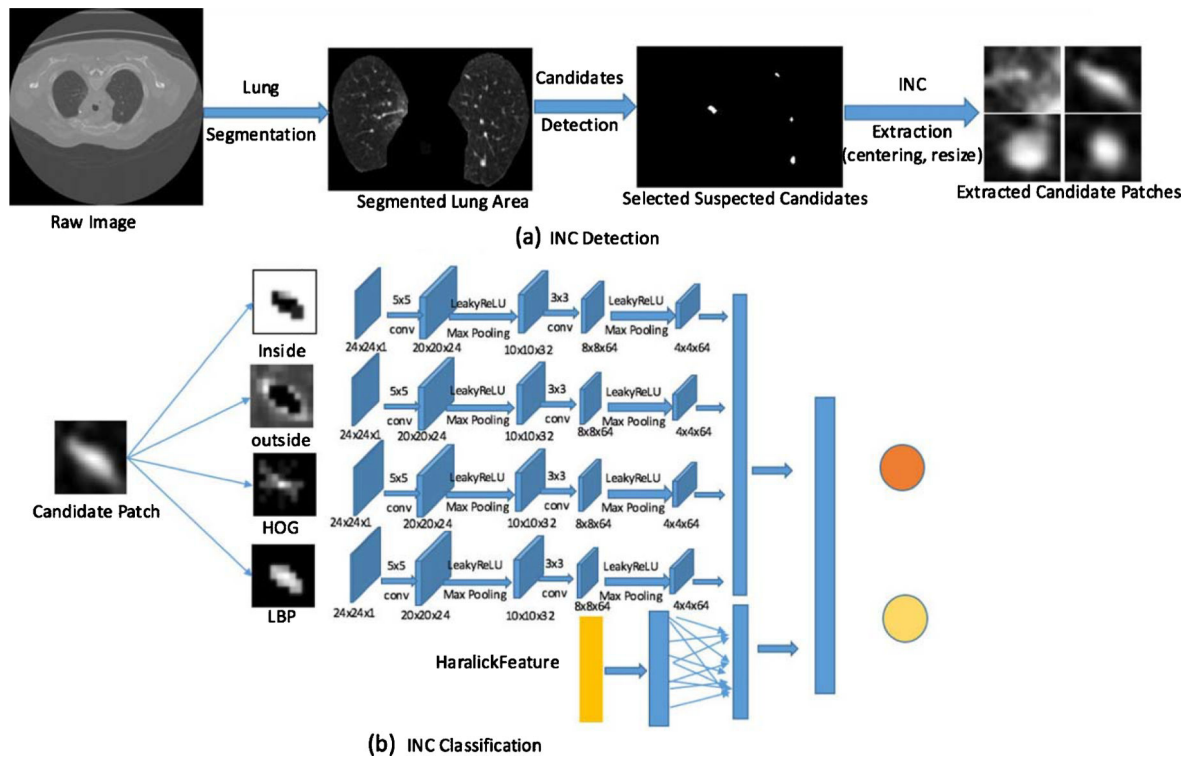 Lung
Segmentation
Candidates
Detection
INC
Extraction
(centering, resize)
Raw Image
Segmented Lung Area
Selected Suspected Candidates
Extracted Candidate Patches
(a) INC Detection
Inside
5x5
conv
LeakyReLU
Max Pooling
3x3
conv
LeakyReLU
Max Pooling
24x24x1
20x20x24
10x10x32
8x8x64
4x4x64
outside
5x5
conv
LeakyReLU
Max Pooling
3x3
conv
LeakyReLU
Max Pooling
24x24x1
20x20x24
10x10x32
8x8x64
4x4x64
Candidate Patch
HOG
5x5
conv
LeakyReLU
Max Pooling
3x3
conv
LeakyReLU
Max Pooling
24x24x1
20x20x24
10x10x32
8x8x64
4x4x64
LBP
5x5
conv
LeakyReLU
Max Pooling
3x3
conv
LeakyReLU
Max Pooling
24x24x1
20x20x24
10x10x32
8x8x64
4x4x64
HaralickFeature
(b) INC Classification